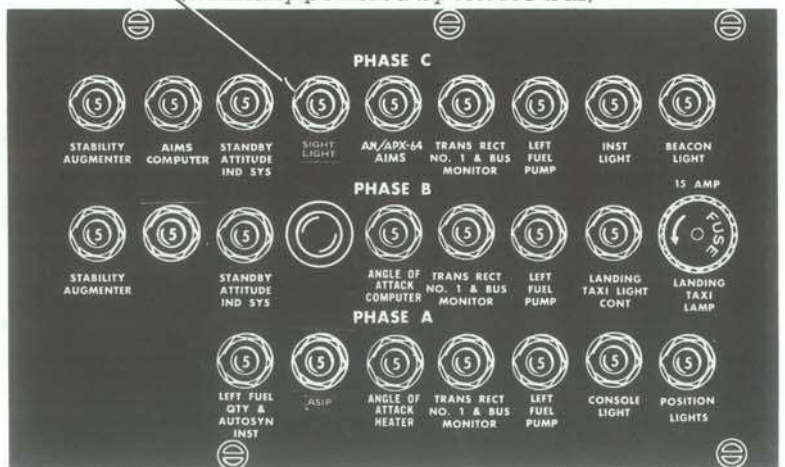 PHASE C
5 5 5 5 5 5 5 5 5
STABILITY AUGMENTER
AIMS COMPUTER
STANDBY ATTITUDE IND SYS
SIGHT LIGHT
AN/APX-64 AIMS
TRANS RECT NO. 1 & BUS MONITOR
LEFT FUEL PUMP
INST LIGHT
BEACON LIGHT
PHASE B
15 AMP
5 5 5 5 5 5 5 FUSE
STABILITY AUGMENTER
STANDBY ATTITUDE IND SYS
ANGLE OF ATTACK COMPUTER
TRANS RECT NO. 1 & BUS MONITOR
LEFT FUEL PUMP
LANDING TAXI LIGHT CONT
LANDING TAXI LAMP
PHASE A
5 5 5 5 5 5 5
LEFT FUEL QTY & AUTOSYN INST
ASIP
ANGLE OF ATTACK HEATER
TRANS RECT NO. 1 & BUS MONITOR
LEFT FUEL PUMP
CONSOLE LIGHT
POSITION LIGHTS